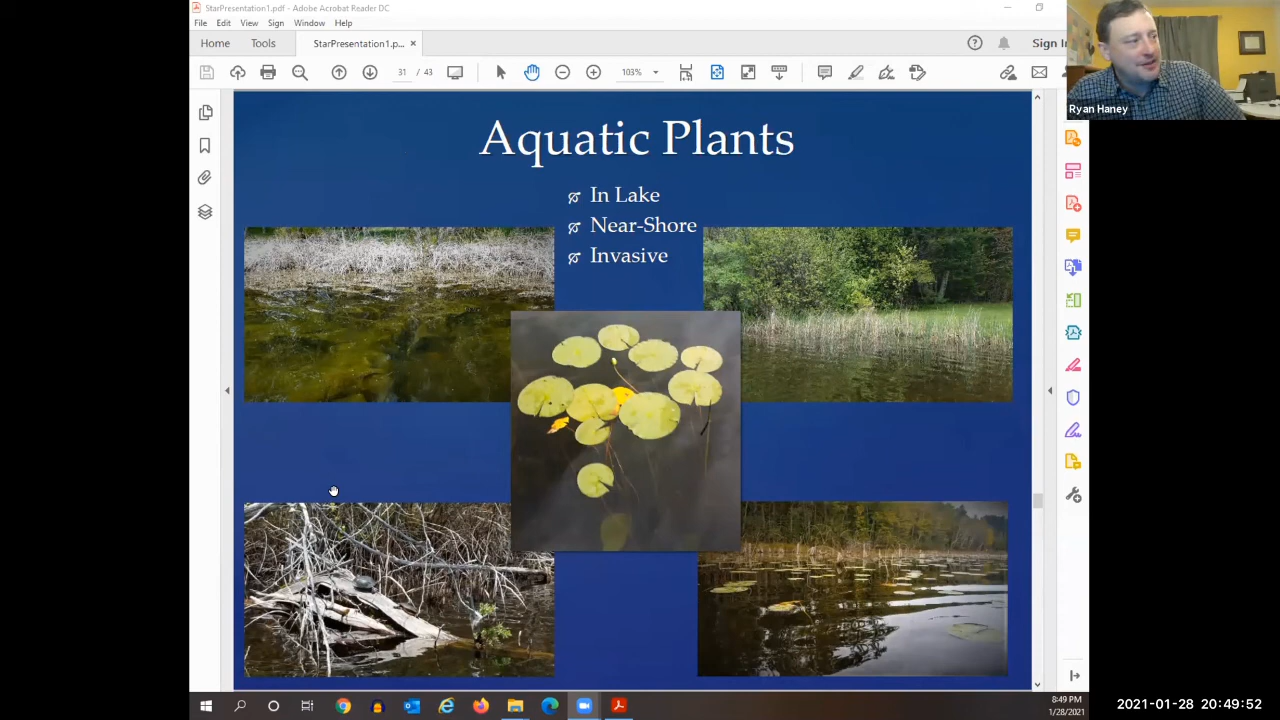 StarPresentation1.pdf - Adobe Acrobat Reader DC
File Edit View Sign Window Help
Home Tools StarPresentation1.p... × Sign In
31 / 43 103%
Ryan Haney
Aquatic Plants
In Lake
Near-Shore
Invasive
8:49 PM
1/28/2021
2021-01-28 20:49:52